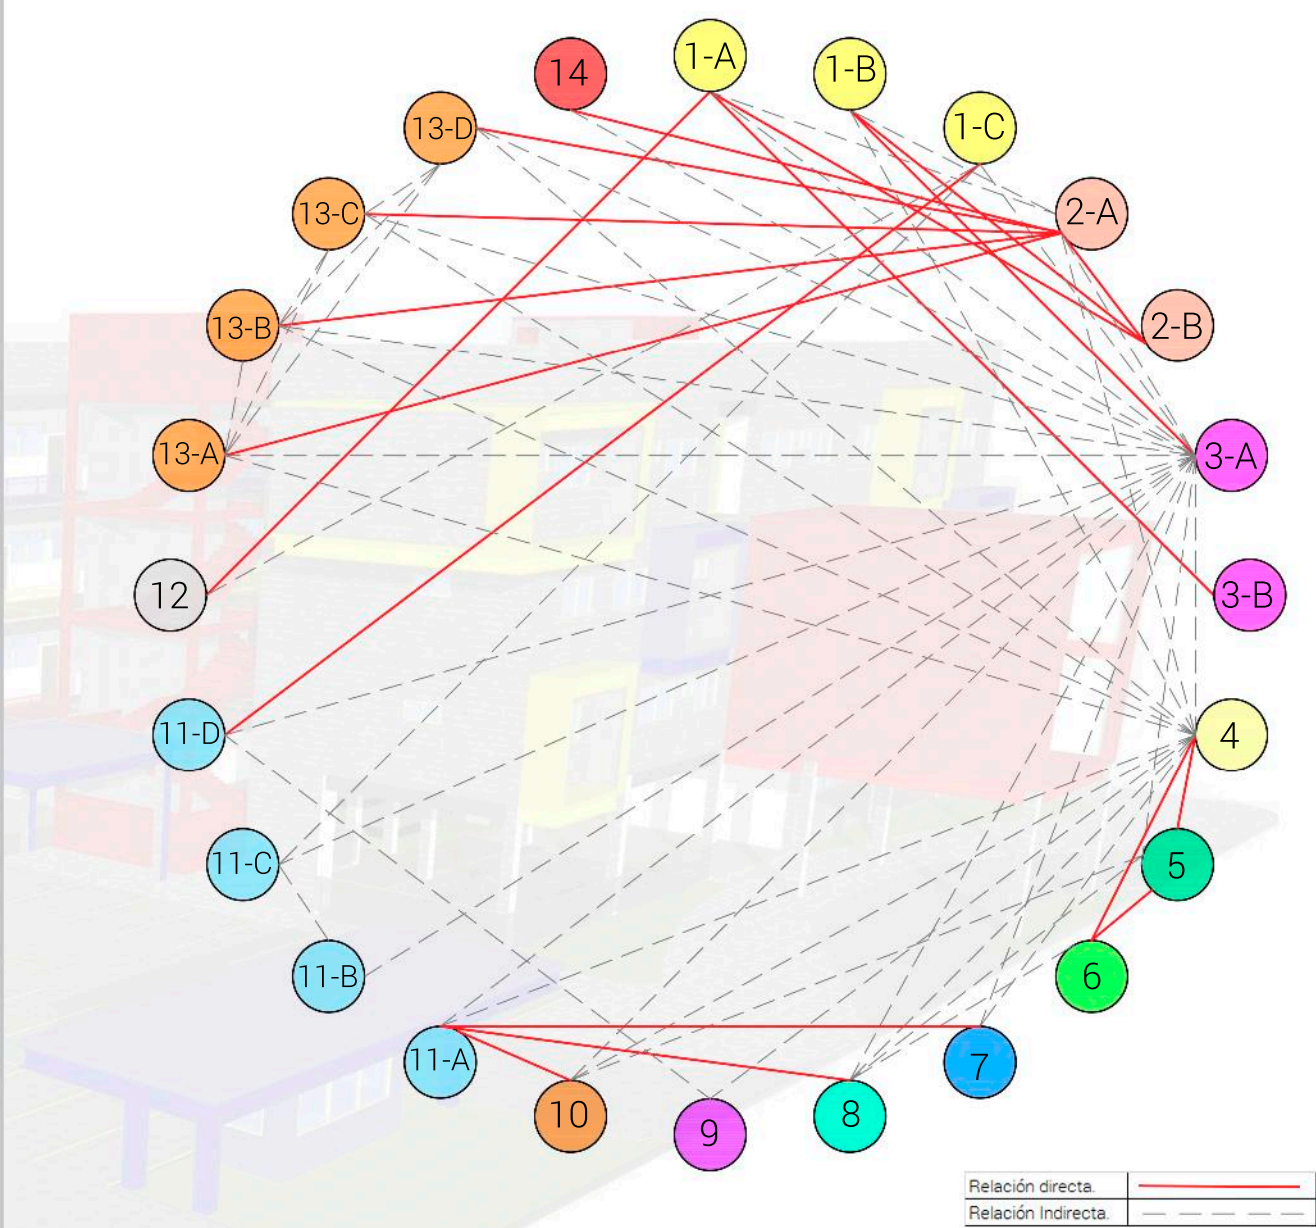 14
1-A
1-B
1-C
13-D
13-C
2-A
13-B
2-B
13-A
3-A
12
3-B
11-D
4
11-C
5
11-B
6
11-A
7
10
9
8
Relación directa.
Relación Indirecta.